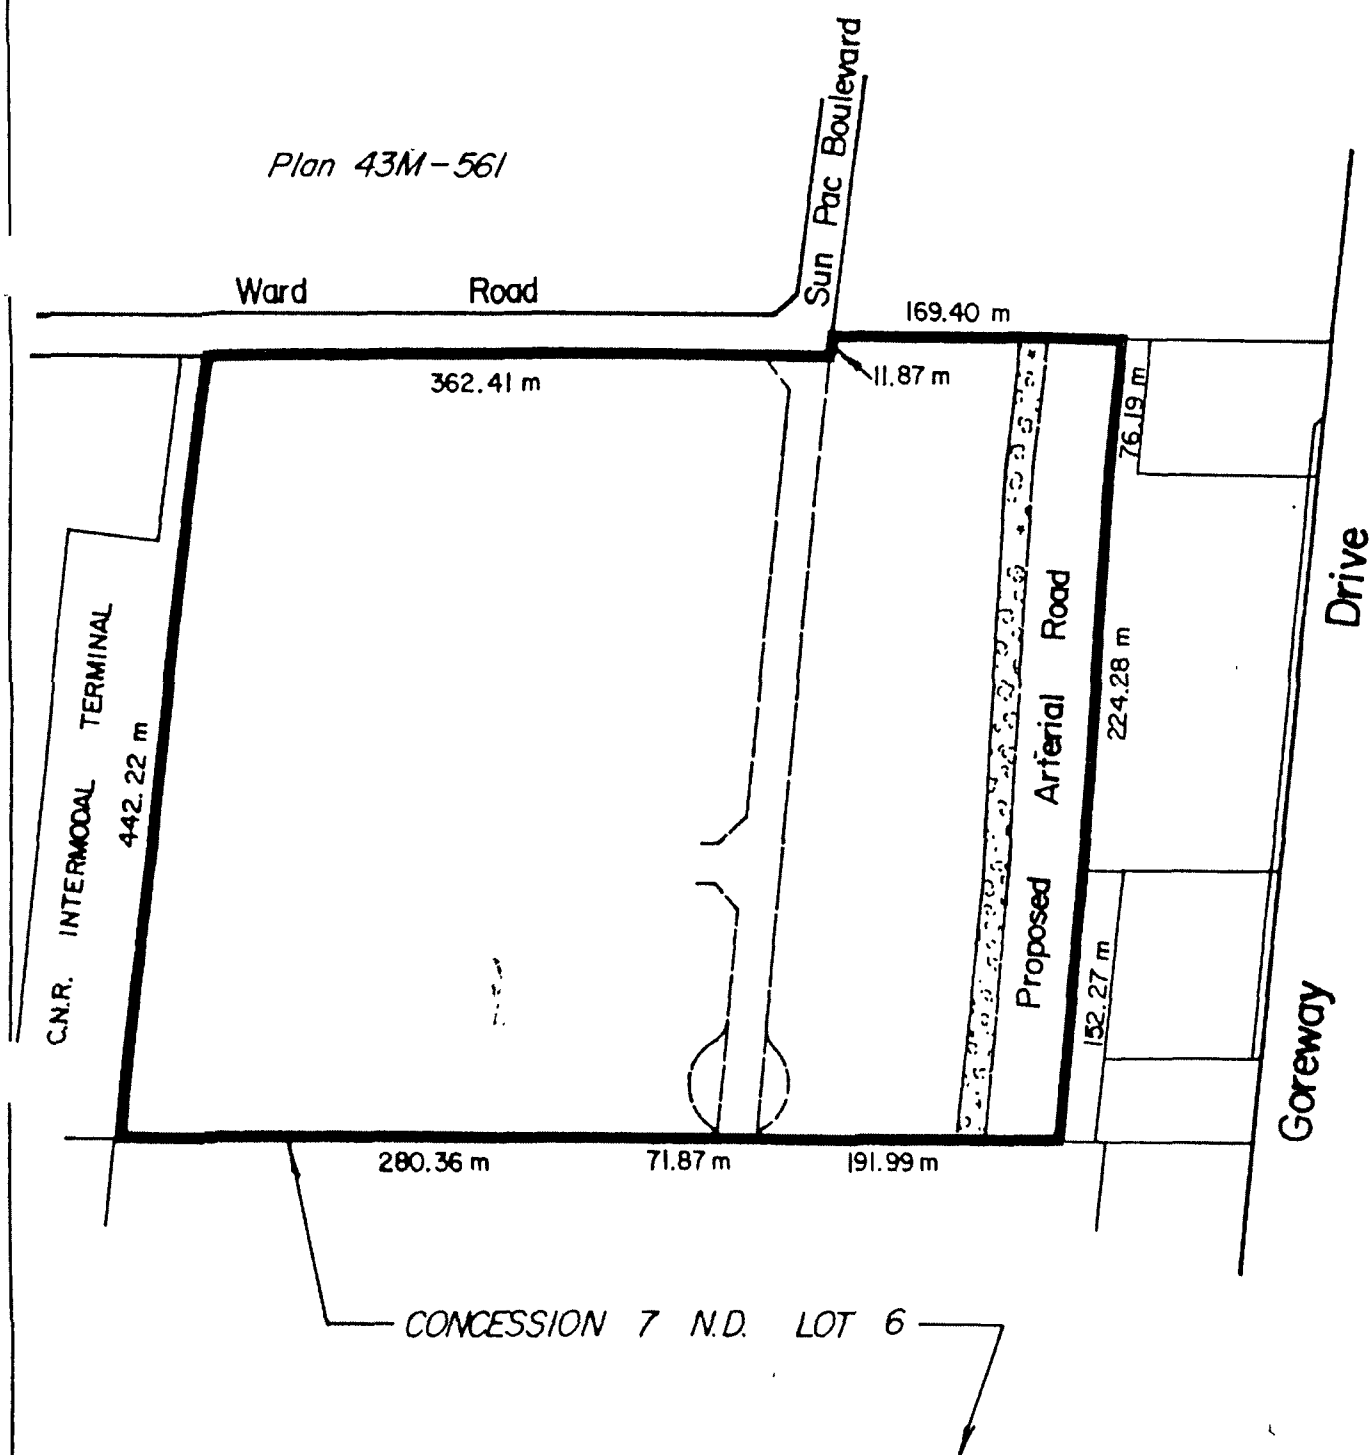 Plan 43M-561
Sun Pac Boulevard
Ward Road
169.40 m
362.41 m
11.87 m
76.19 m
Drive
C.N.R. INTERMODAL TERMINAL
442.22 m
Proposed Arterial Road
224.28 m
152.27 m
Goreway
280.36 m
71.87 m
191.99 m
CONCESSION 7 N.D. LOT 6